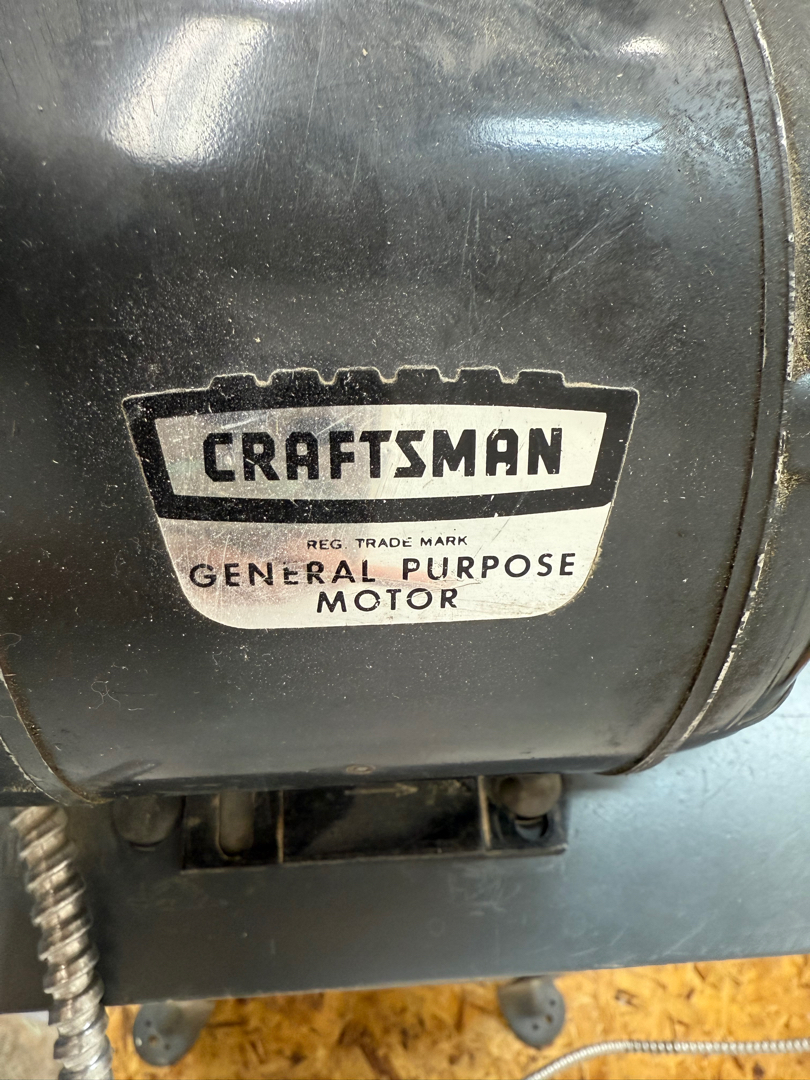 CRAFTSMAN
REG. TRADE MARK
GENERAL PURPOSE
MOTOR